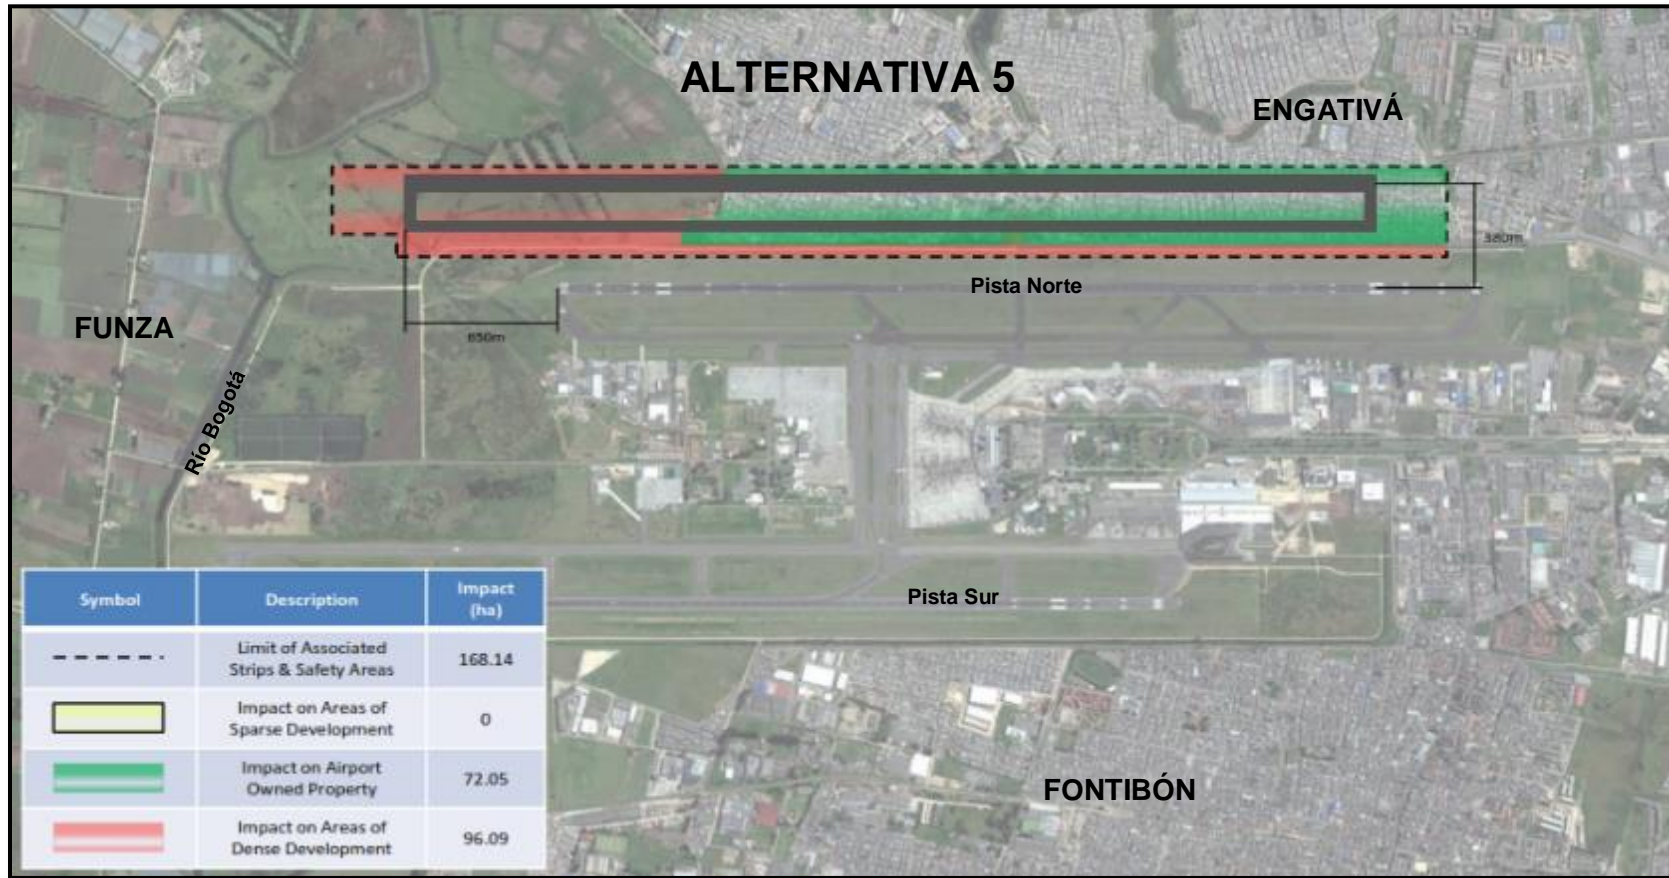 ALTERNATIVA 5
ENGATIVÁ
380m
Pista Norte
FUNZA
650m
Río Bogotá
Pista Sur
FONTIBÓN
Symbol Description Impact
(ha)
Limit of Associated
Strips & Safety Areas 168.14
Impact on Areas of
Sparse Development 0
Impact on Airport
Owned Property 72.05
Impact on Areas of
Dense Development 96.09